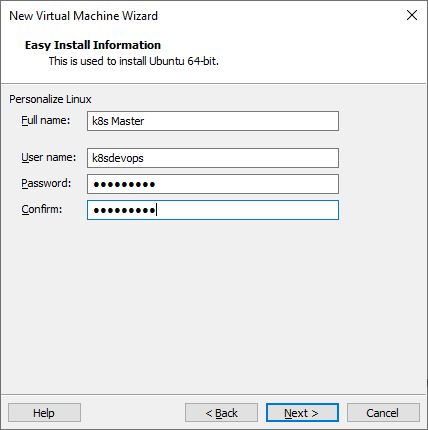 New Virtual Machine Wizard
Easy Install Information
This is used to install Ubuntu 64-bit.
Personalize Linux
Full name: k8s Master
User name: k8sdevops
Password: ●●●●●●●●●
Confirm: ●●●●●●●●●
Help < Back Next > Cancel